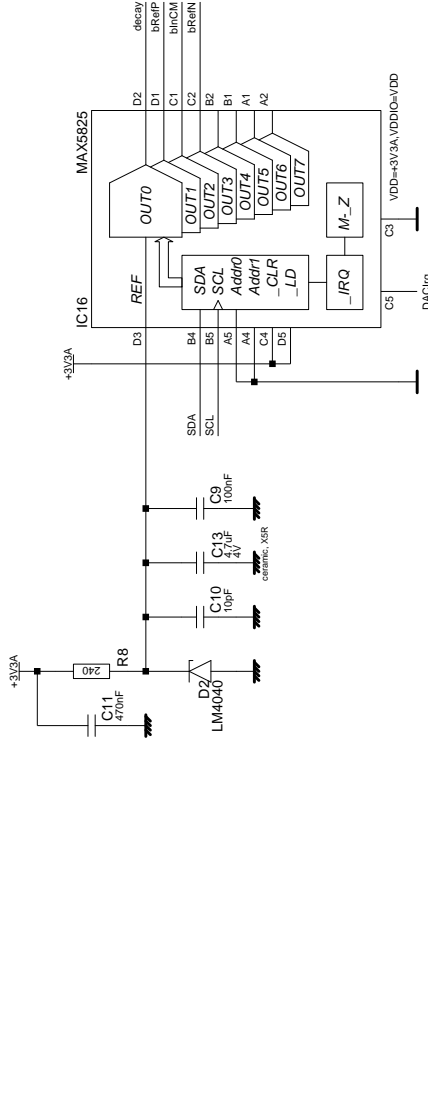 +3V3A
C11
470nF
240
R8
D2
LM4040
C10
10pF
C13
4.7uF
4V
ceramic, X5R
C9
100nF
+3V3A
SDA
SCL
IC16
MAX5825
D3
B4
B5
A5
A4
C4
D5
REF
SDA
SCL
Addr0
Addr1
_CLR
_LD
_IRQ
M-_Z
OUT0
OUT1
OUT2
OUT3
OUT4
OUT5
OUT6
OUT7
D2
D1
C1
C2
B2
B1
A1
A2
decay
bRefP
bInCM
bRefN
C5
C3
DACIrq
VDD=+3V3A,VDDIO=VDD